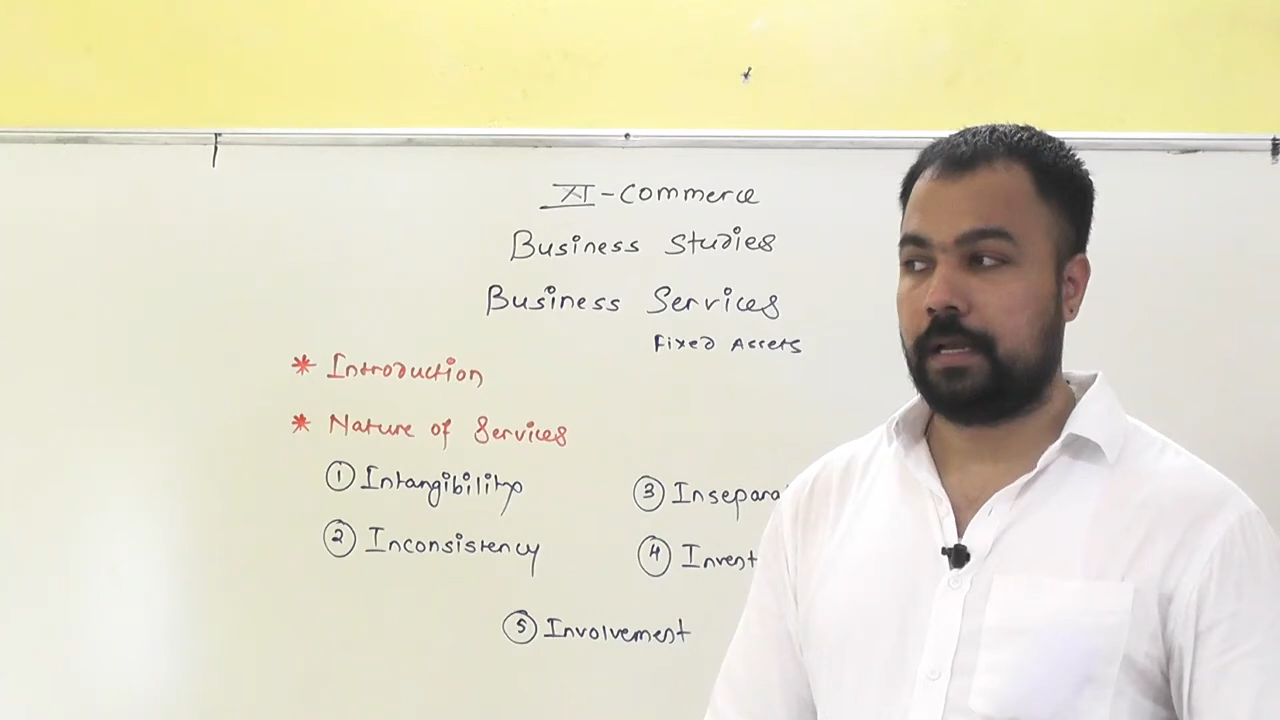 XI - Commerce
Business Studies
Business Services
Fixed Assets
* Introduction
* Nature of Services
① Intangibility
③ Insepara
② Inconsistency
④ Invent
⑤ Involvement